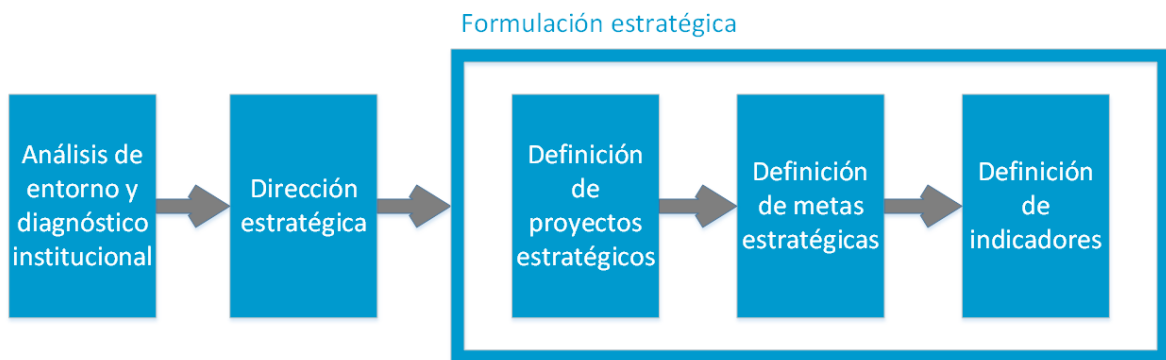 Formulación estratégica
Análisis de
entorno y
diagnóstico
institucional
Dirección
estratégica
Definición
de
proyectos
estratégicos
Definición
de metas
estratégicas
Definición
de
indicadores